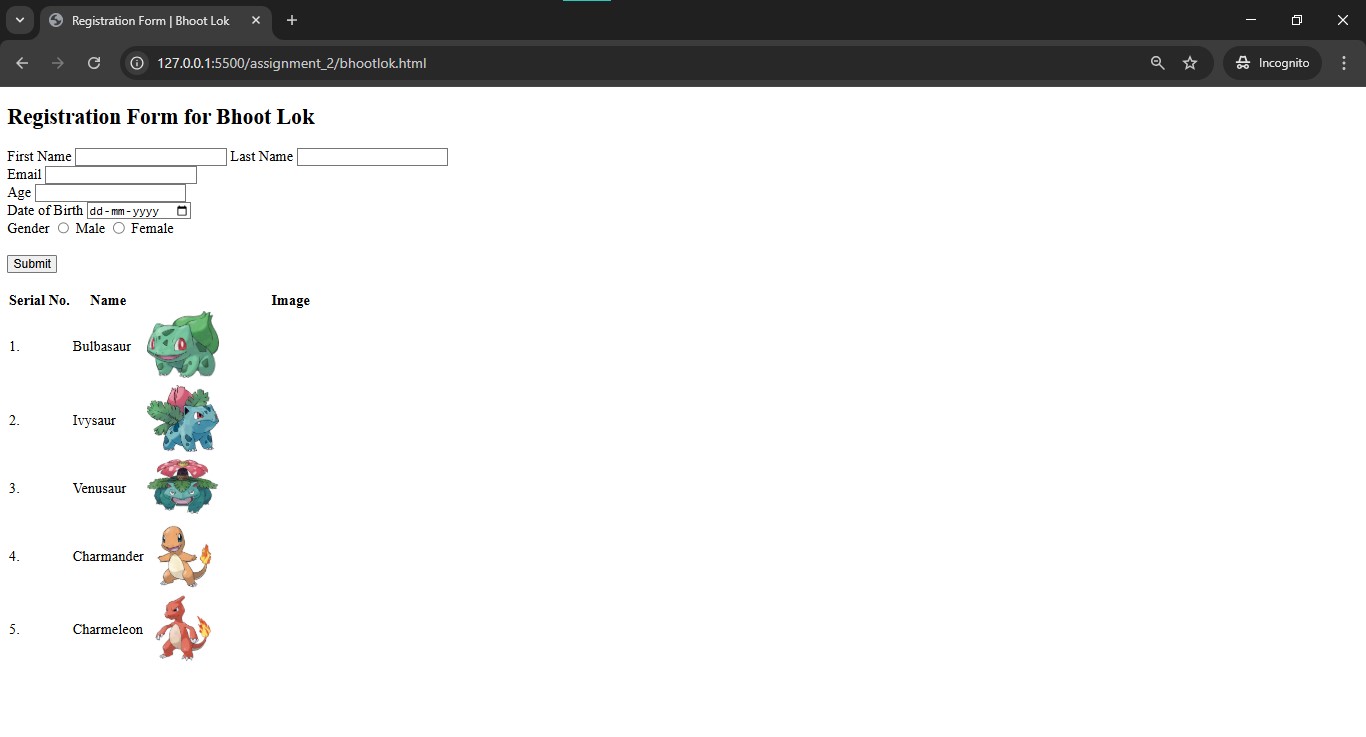 Registration Form | Bhoot Lok
127.0.0.1:5500/assignment_2/bhootlok.html
Incognito
Registration Form for Bhoot Lok
First Name Last Name
Email
Age
Date of Birth dd-mm-yyyy
Gender Male Female
Submit
Serial No. Name Image
1. Bulbasaur
2. Ivysaur
3. Venusaur
4. Charmander
5. Charmeleon